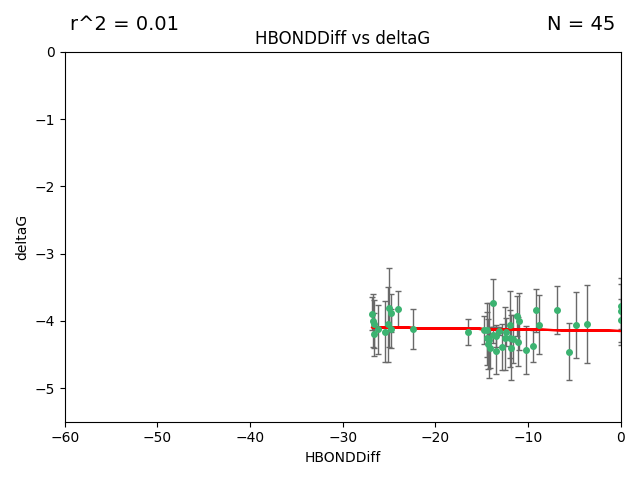 r^2 = 0.01
N = 45
HBONDDiff vs deltaG
0
−1
−2
−3
−4
−5
deltaG
−60 −50 −40 −30 −20 −10 0
HBONDDiff